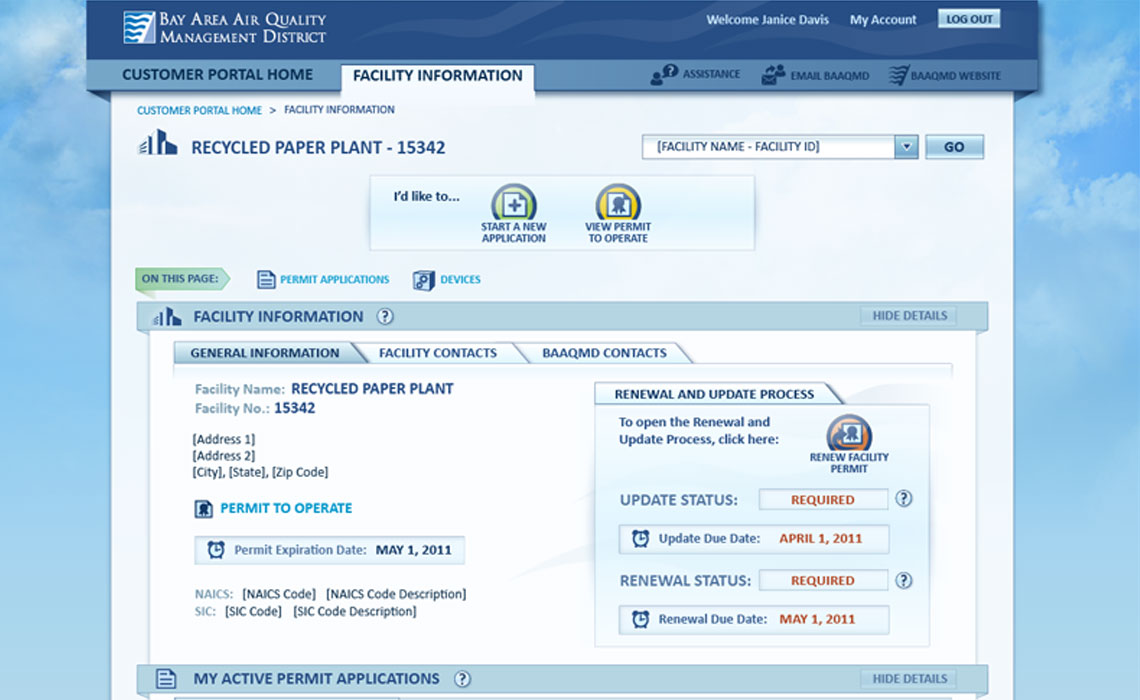 BAY AREA AIR QUALITY
MANAGEMENT DISTRICT
Welcome Janice Davis My Account LOG OUT
CUSTOMER PORTAL HOME FACILITY INFORMATION ASSISTANCE EMAIL BAAQMD BAAQMD WEBSITE
CUSTOMER PORTAL HOME > FACILITY INFORMATION
RECYCLED PAPER PLANT - 15342 [FACILITY NAME - FACILITY ID] GO
I'd like to...
START A NEW
APPLICATION
VIEW PERMIT
TO OPERATE
ON THIS PAGE: PERMIT APPLICATIONS DEVICES
FACILITY INFORMATION ? HIDE DETAILS
GENERAL INFORMATION FACILITY CONTACTS BAAQMD CONTACTS
Facility Name: RECYCLED PAPER PLANT
Facility No.: 15342
[Address 1]
[Address 2]
[City], [State], [Zip Code]
PERMIT TO OPERATE
Permit Expiration Date: MAY 1, 2011
NAICS: [NAICS Code] [NAICS Code Description]
SIC: [SIC Code] [SIC Code Description]
RENEWAL AND UPDATE PROCESS
To open the Renewal and
Update Process, click here:
RENEW FACILITY
PERMIT
UPDATE STATUS: REQUIRED ?
Update Due Date: APRIL 1, 2011
RENEWAL STATUS: REQUIRED ?
Renewal Due Date: MAY 1, 2011
MY ACTIVE PERMIT APPLICATIONS ? HIDE DETAILS